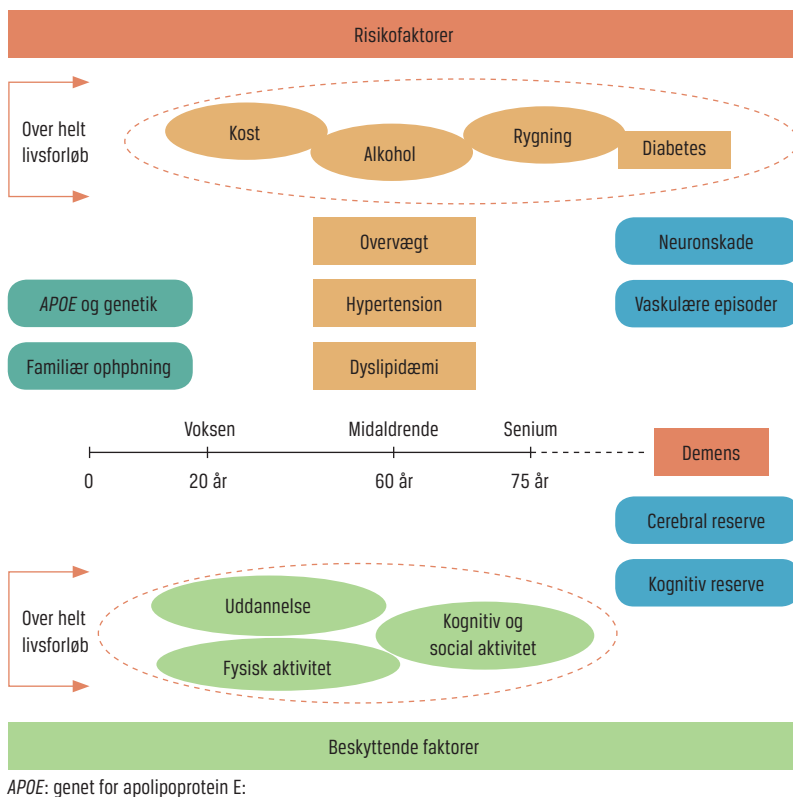 Risikofaktorer
Over helt
livsforløb
Kost
Alkohol
Rygning
Diabetes
Overvægt
Neuronskade
APOE og genetik
Hypertension
Vaskulære episoder
Familiær ophpbning
Dyslipidæmi
Voksen
Midaldrende
Senium
Demens
0
20 år
60 år
75 år
Cerebral reserve
Kognitiv reserve
Over helt
livsforløb
Uddannelse
Kognitiv og
social aktivitet
Fysisk aktivitet
Beskyttende faktorer
APOE: genet for apolipoprotein E: